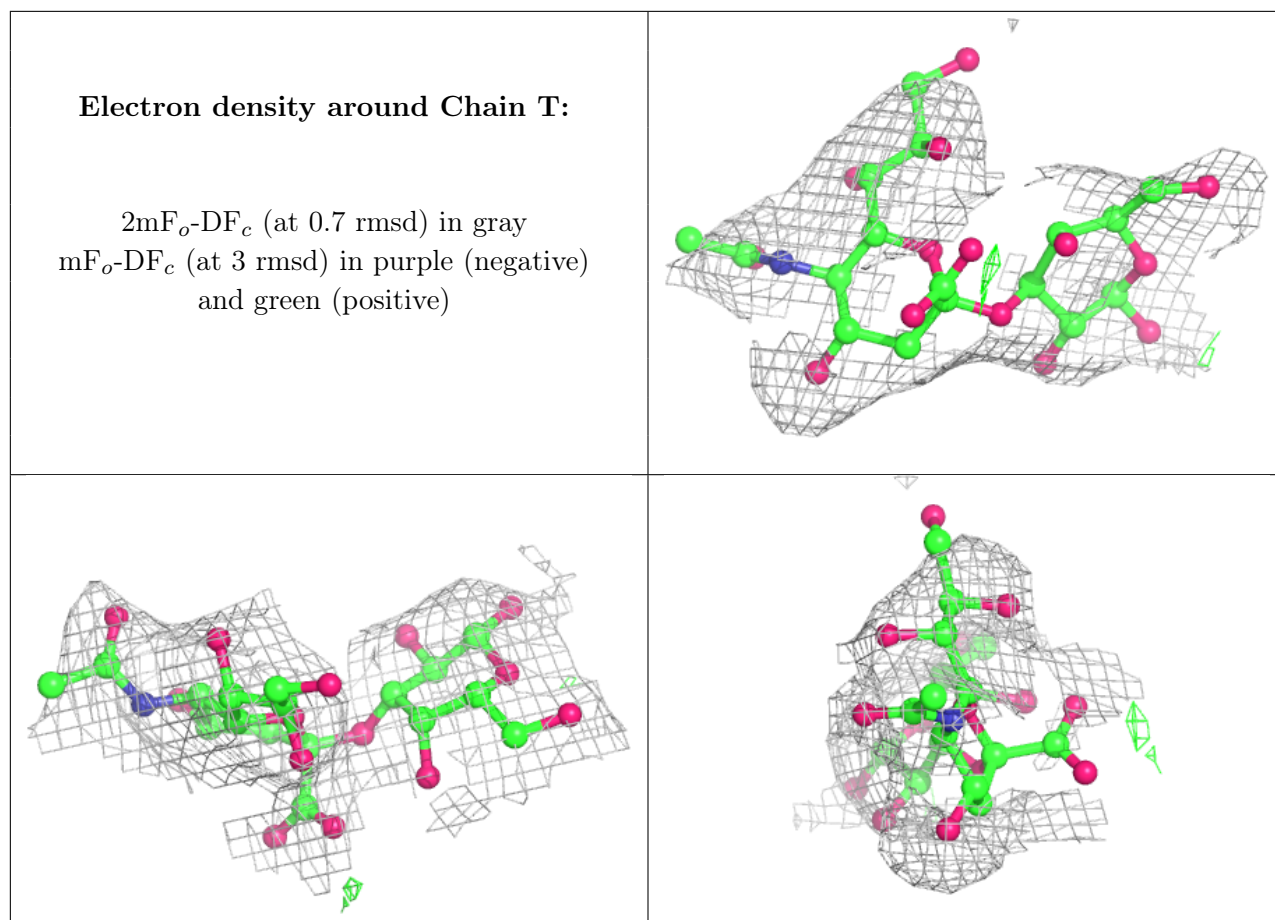 Electron density around Chain T:
2mFo-DFc (at 0.7 rmsd) in gray
mFo-DFc (at 3 rmsd) in purple (negative)
and green (positive)